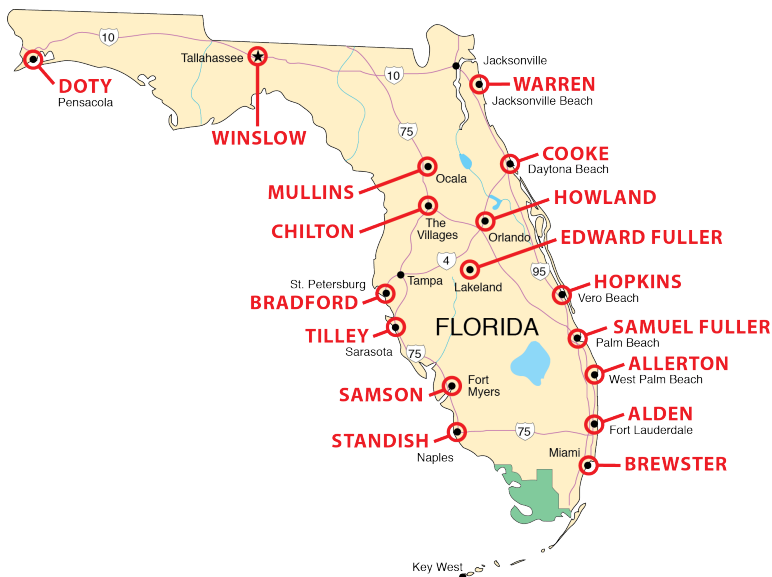 10
Tallahassee
Jacksonville
DOTY
Pensacola
10
WARREN
Jacksonville Beach
WINSLOW
75
COOKE
Daytona Beach
MULLINS
Ocala
HOWLAND
CHILTON
The
Villages
Orlando
EDWARD FULLER
4
95
St. Petersburg
Tampa
Lakeland
HOPKINS
Vero Beach
BRADFORD
TILLEY
Sarasota
FLORIDA
SAMUEL FULLER
Palm Beach
75
ALLERTON
West Palm Beach
SAMSON
Fort
Myers
ALDEN
Fort Lauderdale
STANDISH
Naples
75
Miami
BREWSTER
Key West